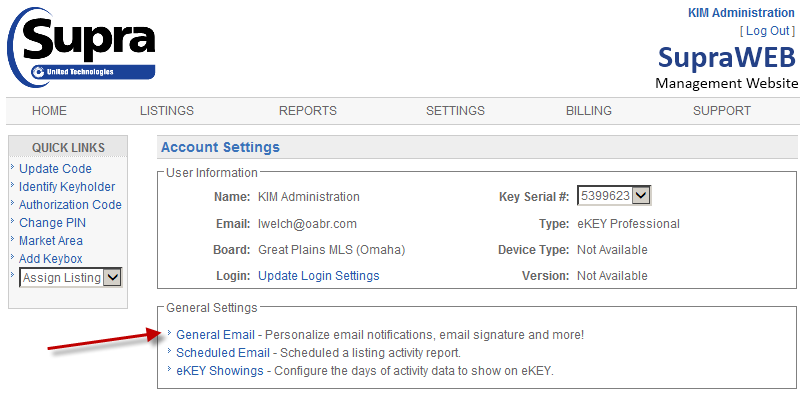 Supra
United Technologies
KIM Administration
[ Log Out ]
SupraWEB
Management Website
HOME LISTINGS REPORTS SETTINGS BILLING SUPPORT
QUICK LINKS
Update Code
Identify Keyholder
Authorization Code
Change PIN
Market Area
Add Keybox
Assign Listing
Account Settings
User Information
Name: KIM Administration Key Serial #: 5399623
Email: lwelch@oabr.com Type: eKEY Professional
Board: Great Plains MLS (Omaha) Device Type: Not Available
Login: Update Login Settings Version: Not Available
General Settings
General Email - Personalize email notifications, email signature and more!
Scheduled Email - Scheduled a listing activity report.
eKEY Showings - Configure the days of activity data to show on eKEY.